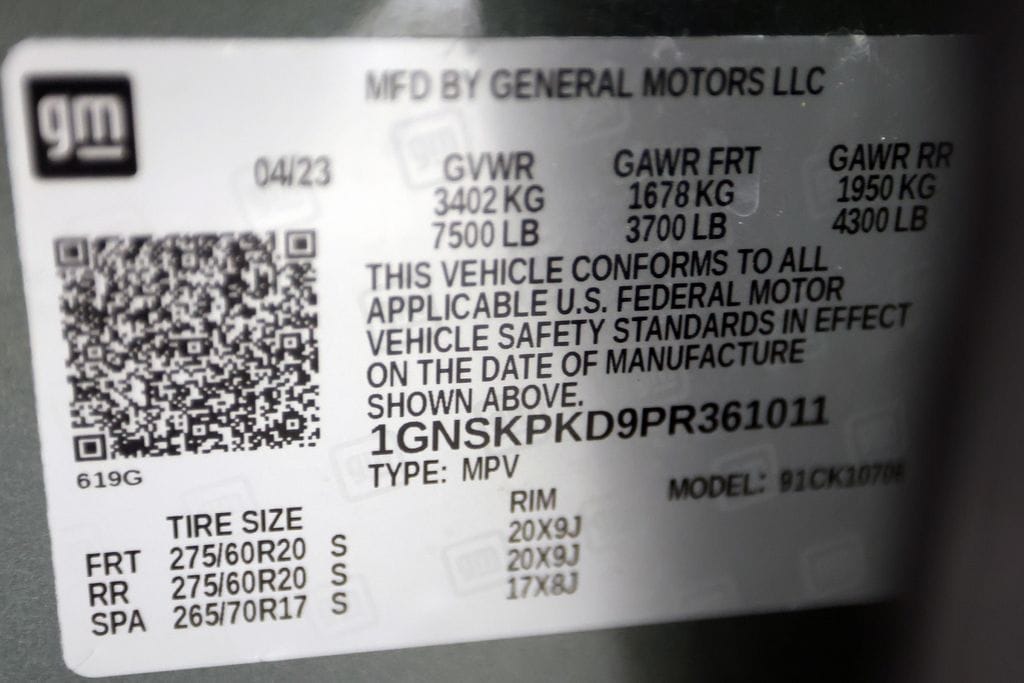 gm
MFD BY GENERAL MOTORS LLC
04/23
GVWR GAWR FRT GAWR RR
3402 KG 1678 KG 1950 KG
7500 LB 3700 LB 4300 LB
THIS VEHICLE CONFORMS TO ALL
APPLICABLE U.S. FEDERAL MOTOR
VEHICLE SAFETY STANDARDS IN EFFECT
ON THE DATE OF MANUFACTURE
SHOWN ABOVE.
1GNSKPKD9PR361011
619G
TYPE: MPV
MODEL:
TIRE SIZE RIM
FRT 275/60R20 S 20X9J
RR 275/60R20 S 20X9J
SPA 265/70R17 S 17X8J